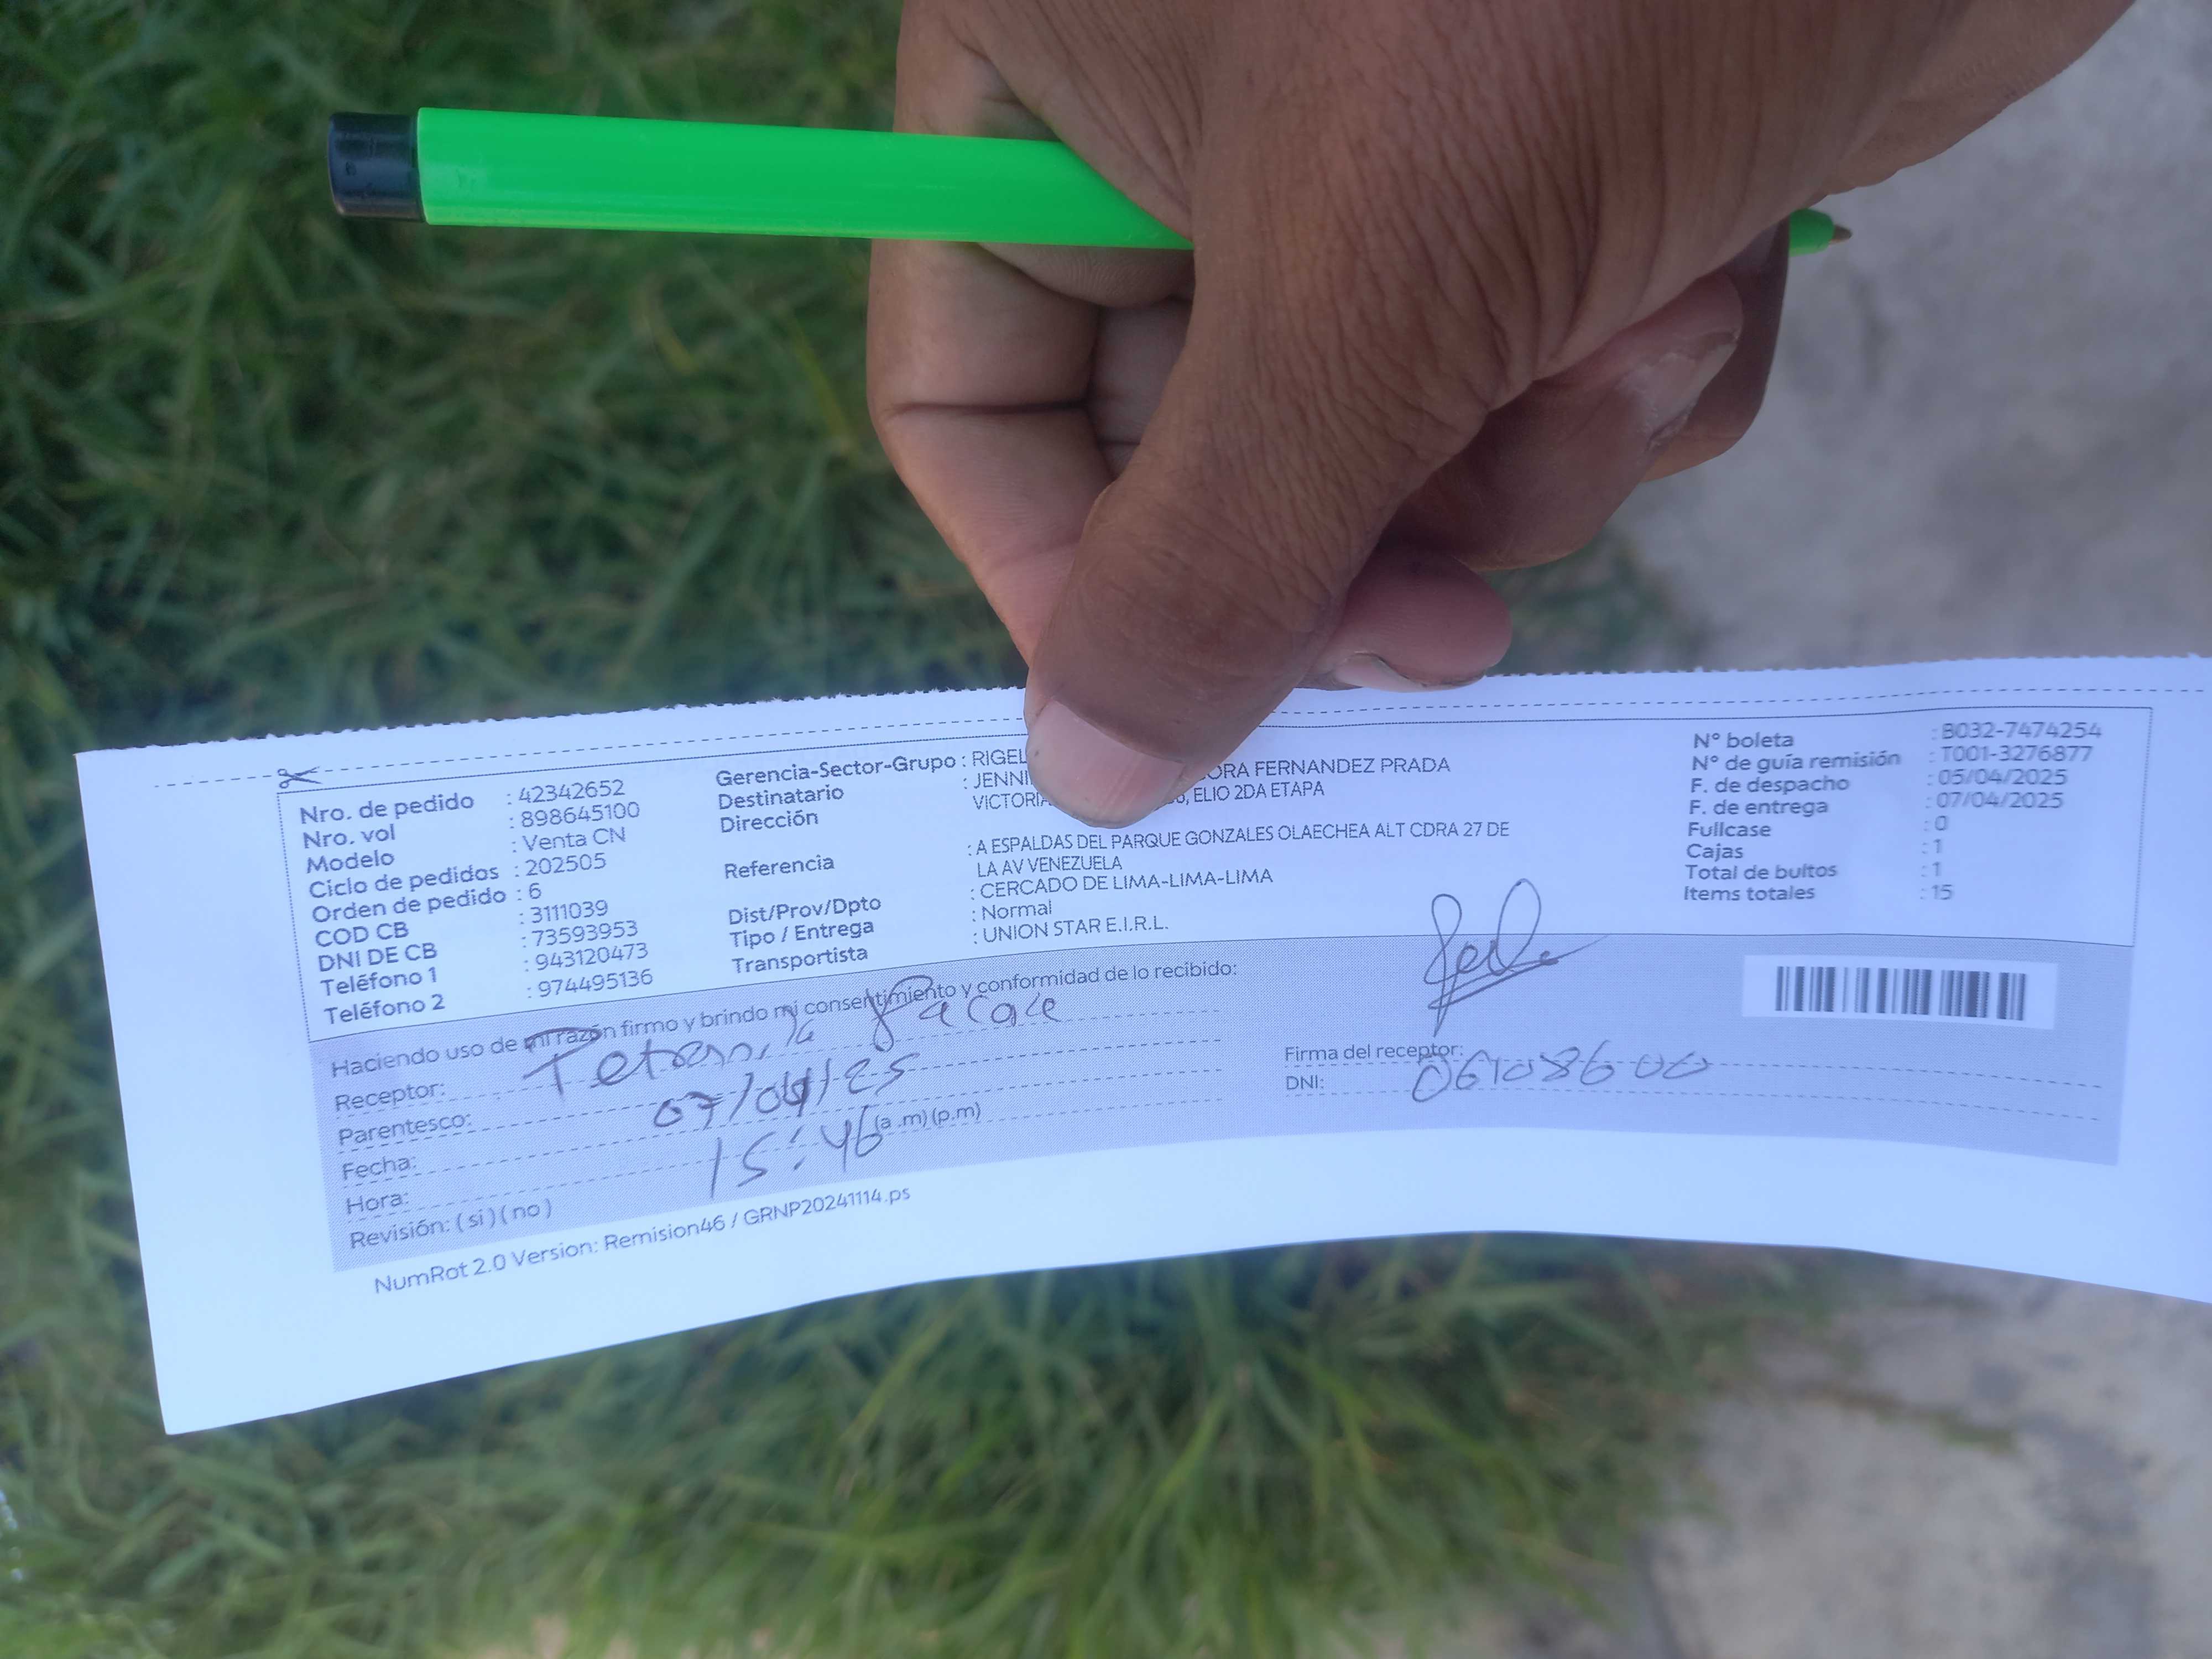 Nro. de pedido : 42342652
Nro. vol : 898645100
Modelo : Venta CN
Ciclo de pedidos : 202505
Orden de pedido : 6
COD CB : 3111039
DNI DE CB : 73593953
Teléfono 1 : 943120473
Teléfono 2 : 974495136
Gerencia-Sector-Grupo : RIGEL
Destinatario : JENNI ORA FERNANDEZ PRADA
Dirección VICTORIA , ELIO 2DA ETAPA
Referencia : A ESPALDAS DEL PARQUE GONZALES OLAECHEA ALT CDRA 27 DE
LA AV VENEZUELA
Dist/Prov/Dpto : CERCADO DE LIMA-LIMA-LIMA
Tipo / Entrega : Normal
Transportista : UNION STAR E.I.R.L.
N° boleta : B032-7474254
N° de guía remisión : T001-3276877
F. de despacho : 05/04/2025
F. de entrega : 07/04/2025
Fullcase : 0
Cajas : 1
Total de bultos : 1
Items totales : 15
Haciendo uso de mi razón firmo y brindo mi consentimiento y conformidad de lo recibido:
Receptor:
Parentesco:
Fecha: 07/04/25
Hora: 15:46 (a .m) (p.m)
Revisión: ( si ) ( no )
Firma del receptor:
DNI:
NumRot 2.0 Version: Remision46 / GRNP20241114.ps